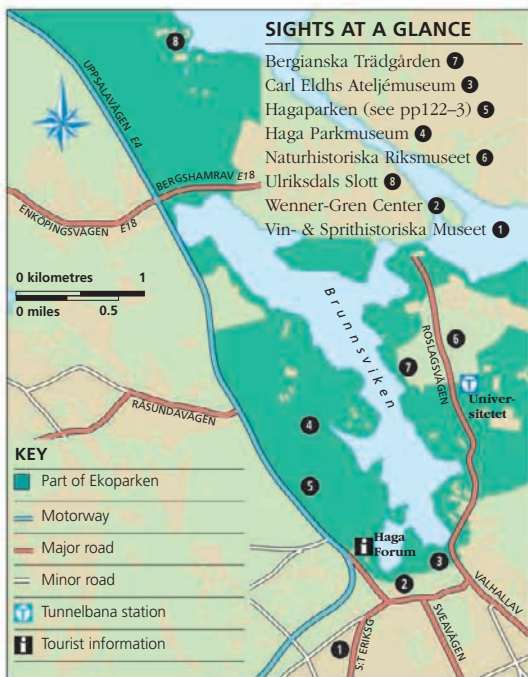 SIGHTS AT A GLANCE
Bergianska Trädgården 7
Carl Eldhs Ateljémuseum 3
Hagaparken (see pp122–3) 5
Haga Parkmuseum 4
Naturhistoriska Riksmuseet 6
Ulriksdals Slott 8
Wenner-Gren Center 2
Vin- & Sprithistoriska Museet 1
8
UPPSALAVÄGEN E4
BERGSHAMRAV E18
ENKÖPINGSVÄGEN E18
0 kilometres 1
0 miles 0.5
Brunnsviken
ROSLAGSVÄGEN
6
7
Univer-
sitetet
RÅSUNDAVÄGEN
4
5
Haga
Forum
3
2
VALHALLAV
SVEAVÄGEN
S:T ERIKSG
1
KEY
Part of Ekoparken
Motorway
Major road
Minor road
Tunnelbana station
Tourist information